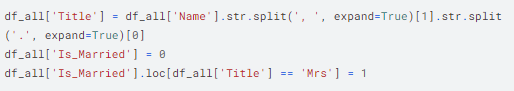 df_all['Title'] = df_all['Name'].str.split(', ', expand=True)[1].str.split
('.', expand=True)[0]
df_all['Is_Married'] = 0
df_all['Is_Married'].loc[df_all['Title'] == 'Mrs'] = 1